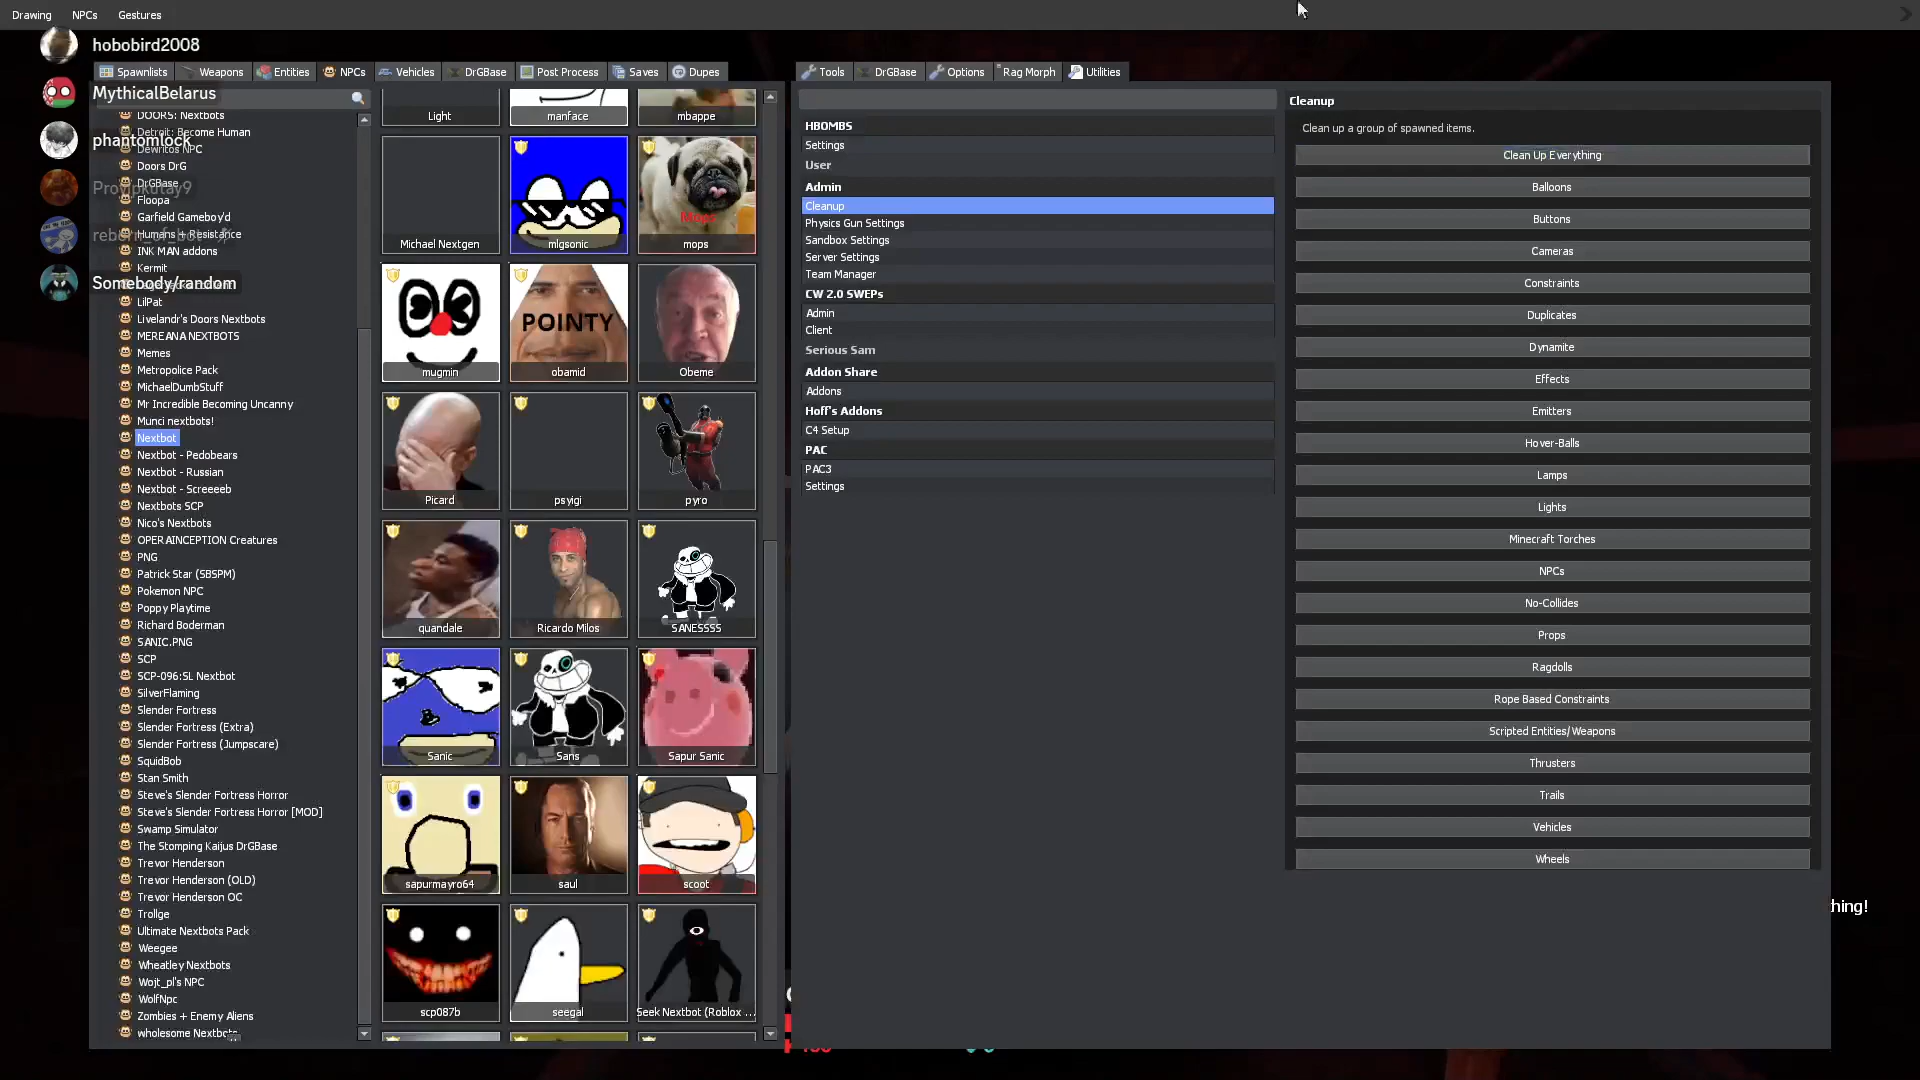 Drawing NPCs Gestures
hobobird2008
MythicalBelarus
phantomlock
Somebody/random
Spawnlists Weapons Entities NPCs Vehicles DrGBase Post Process Saves Dupes
DOORS: Nextbots
Detroit: Become Human
Dewritos NPC
Doors DrG
DrGBase
Floopa
Garfield Gameboy'd
Humans + Resistance
INK MAN addons
Kermit
LilPat
Livelandr's Doors Nextbots
MEREANA NEXTBOTS
Memes
Metropolice Pack
MichaelDumbStuff
Mr Incredible Becoming Uncanny
Munci nextbots!
Nextbot
Nextbot - Pedobears
Nextbot - Russian
Nextbot - Screeeeb
Nextbots SCP
Nico's Nextbots
OPERAINCEPTION Creatures
PNG
Patrick Star (SBSPM)
Pokemon NPC
Poppy Playtime
Richard Boderman
SANIC.PNG
SCP
SCP-096:SL Nextbot
SilverFlaming
Slender Fortress
Slender Fortress (Extra)
Slender Fortress (Jumpscare)
SquidBob
Stan Smith
Steve's Slender Fortress Horror
Steve's Slender Fortress Horror [MOD]
Swamp Simulator
The Stomping Kaijus DrGBase
Trevor Henderson
Trevor Henderson (OLD)
Trevor Henderson OC
Trollge
Ultimate Nextbots Pack
Weegee
Wheatley Nextbots
Wojt_pl's NPC
WolfNpc
Zombies + Enemy Aliens
wholesome Nextbots
Light manface mbappe
Mops
Michael Nextgen mlgsonic mops
POINTY
mugmin obamid Obeme
Picard psyigi pyro
quandale Ricardo Milos SANESSSS
Sanic Sans Sapur Sanic
sapurmayro64 saul scoot
scp087b seegal Seek Nextbot (Roblox ...
Tools DrGBase Options Rag Morph Utilities
HBOMBS
Settings
User
Admin
Cleanup
Physics Gun Settings
Sandbox Settings
Server Settings
Team Manager
CW 2.0 SWEPs
Admin
Client
Serious Sam
Addon Share
Addons
Hoff's Addons
C4 Setup
PAC
PAC3
Settings
Cleanup
Clean up a group of spawned items.
Clean Up Everything
Balloons
Buttons
Cameras
Constraints
Duplicates
Dynamite
Effects
Emitters
Hover-Balls
Lamps
Lights
Minecraft Torches
NPCs
No-Collides
Props
Ragdolls
Rope Based Constraints
Scripted Entities/Weapons
Thrusters
Trails
Vehicles
Wheels
thing!